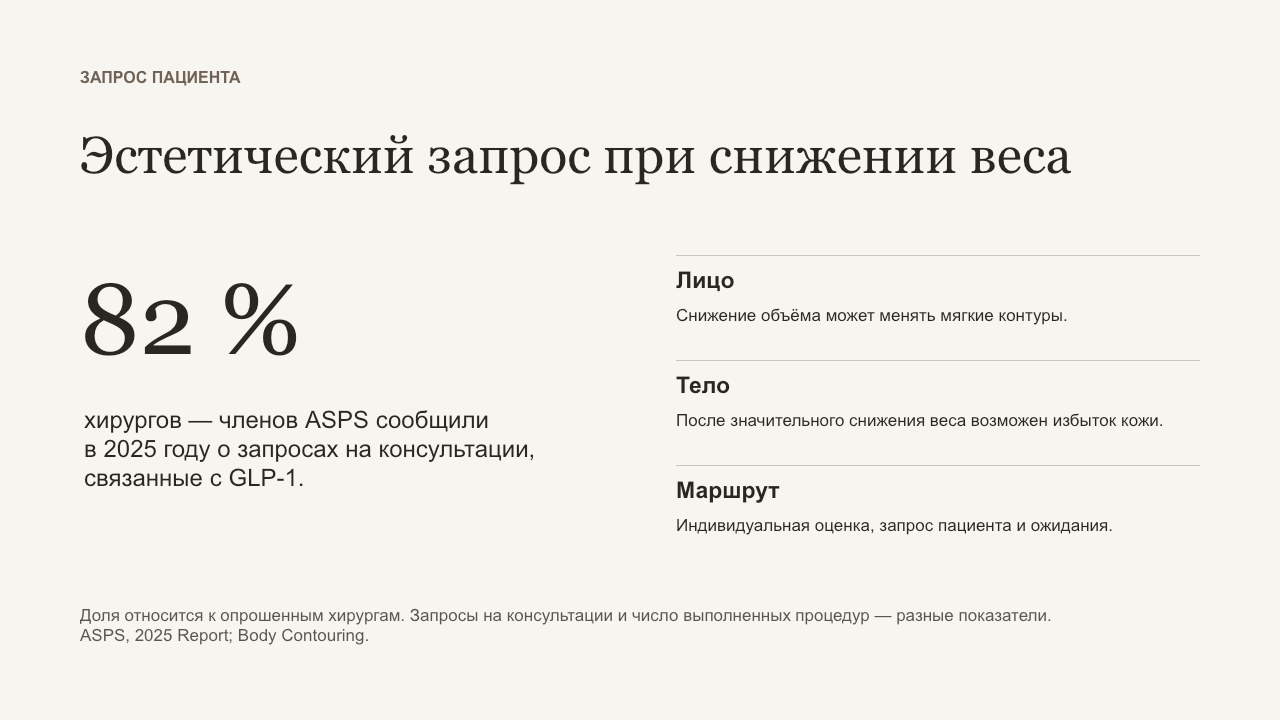 ЗАПРОС ПАЦИЕНТА
Эстетический запрос при снижении веса
82 %
хирургов — членов ASPS сообщили
в 2025 году о запросах на консультации,
связанные с GLP-1.
Лицо
Снижение объёма может менять мягкие контуры.
Тело
После значительного снижения веса возможен избыток кожи.
Маршрут
Индивидуальная оценка, запрос пациента и ожидания.
Доля относится к опрошенным хирургам. Запросы на консультации и число выполненных процедур — разные показатели.
ASPS, 2025 Report; Body Contouring.